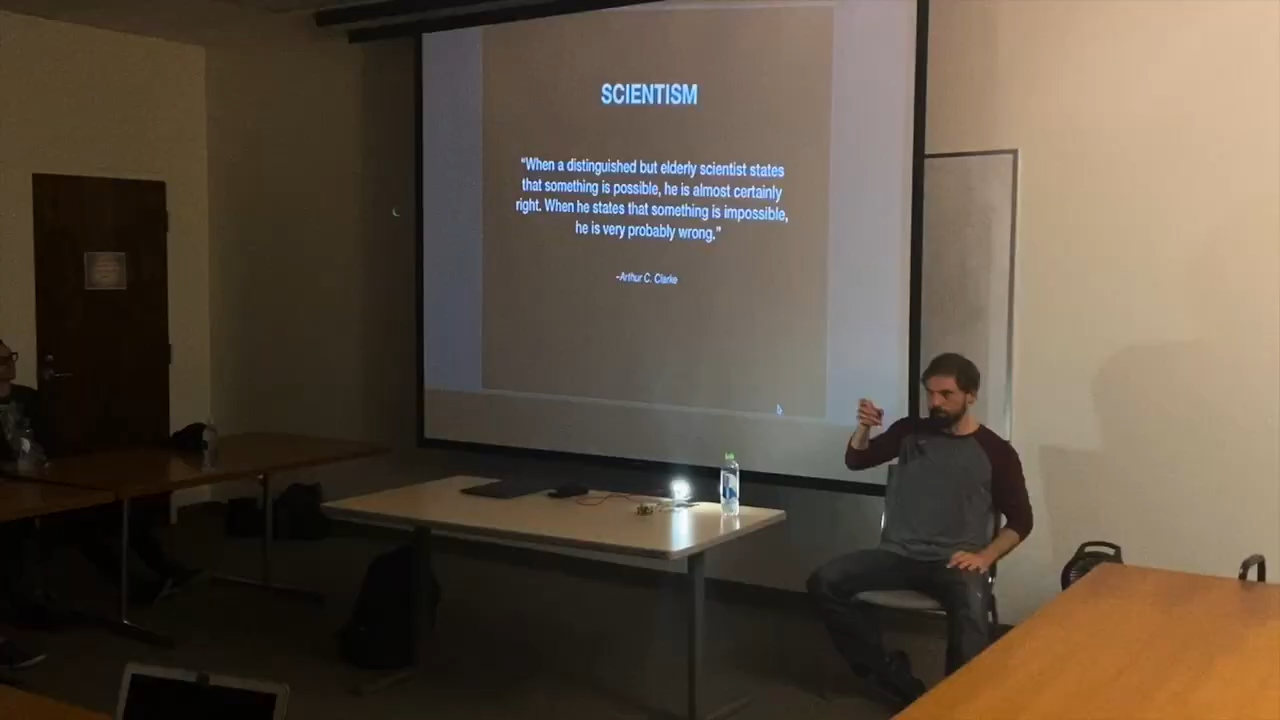 SCIENTISM
“When a distinguished but elderly scientist states
that something is possible, he is almost certainly
right. When he states that something is impossible,
he is very probably wrong.”
–Arthur C. Clarke